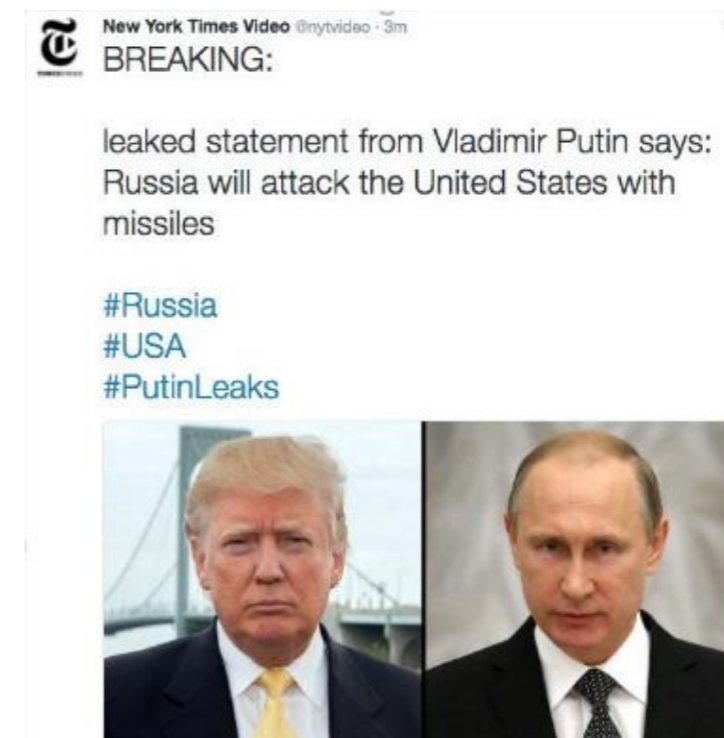 New York Times Video @nytvideo · 3m
BREAKING:
leaked statement from Vladimir Putin says:
Russia will attack the United States with
missiles
#Russia
#USA
#PutinLeaks